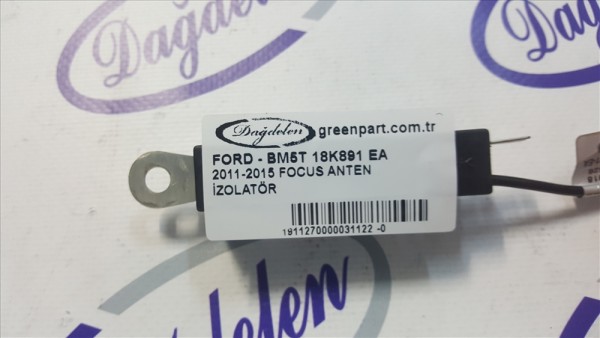 Dağdelen
Dağdelen greenpart.com.tr
FORD - BM5T 18K891 EA
2011-2015 FOCUS ANTEN
İZOLATÖR
1911270000031122 -0
Dağdelen